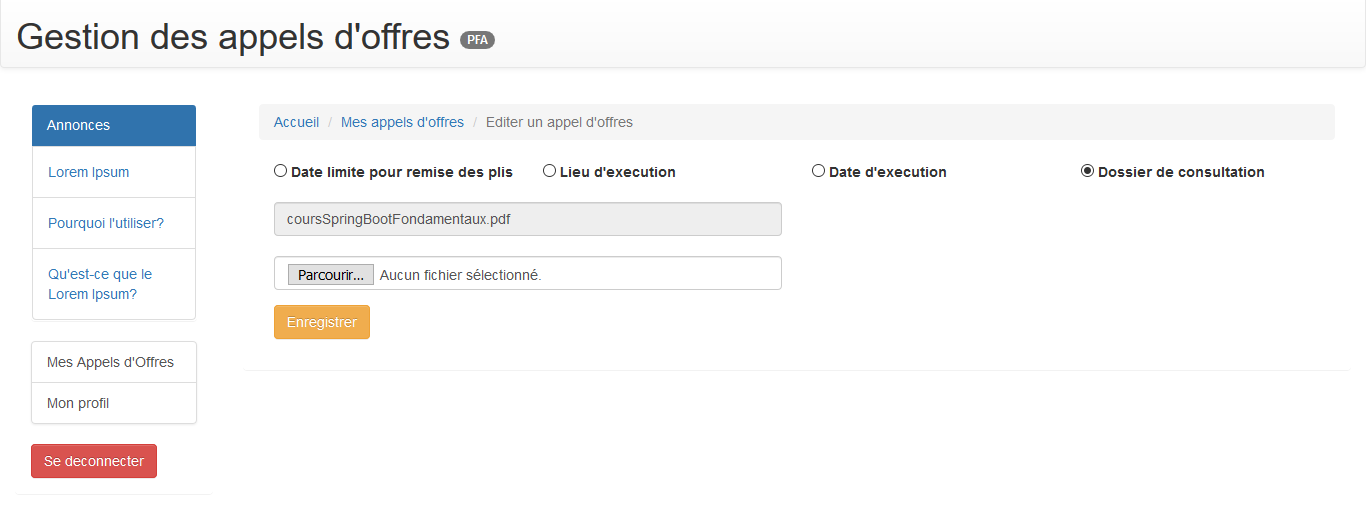 Gestion des appels d'offres PFA
Annonces
Lorem Ipsum
Pourquoi l'utiliser?
Qu'est-ce que le
Lorem Ipsum?
Mes Appels d'Offres
Mon profil
Se deconnecter
Accueil / Mes appels d'offres / Editer un appel d'offres
Date limite pour remise des plis Lieu d'execution Date d'execution Dossier de consultation
coursSpringBootFondamentaux.pdf
Parcourir... Aucun fichier sélectionné.
Enregistrer